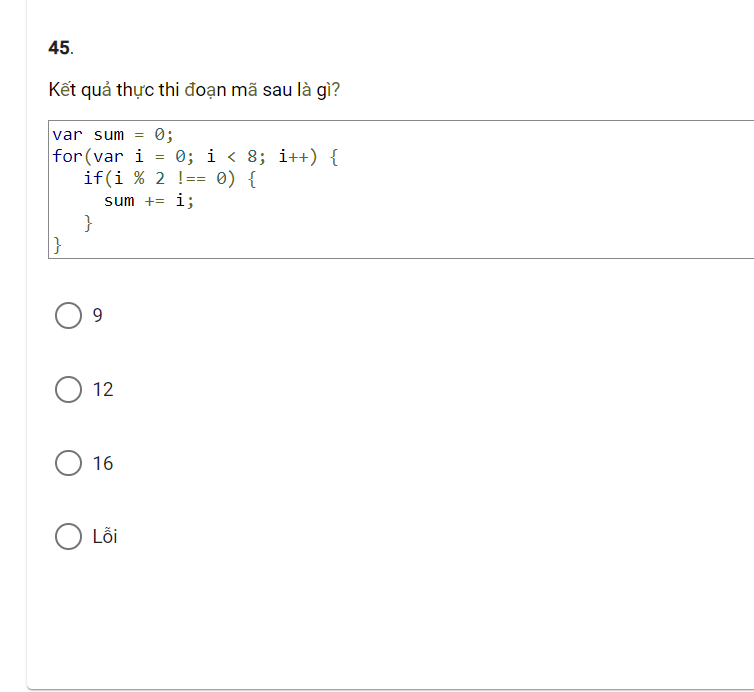 45.
Kết quả thực thi đoạn mã sau là gì?
var sum = 0;
for(var i = 0; i < 8; i++) {
   if(i % 2 !== 0) {
     sum += i;
   }
}
9
12
16
Lỗi